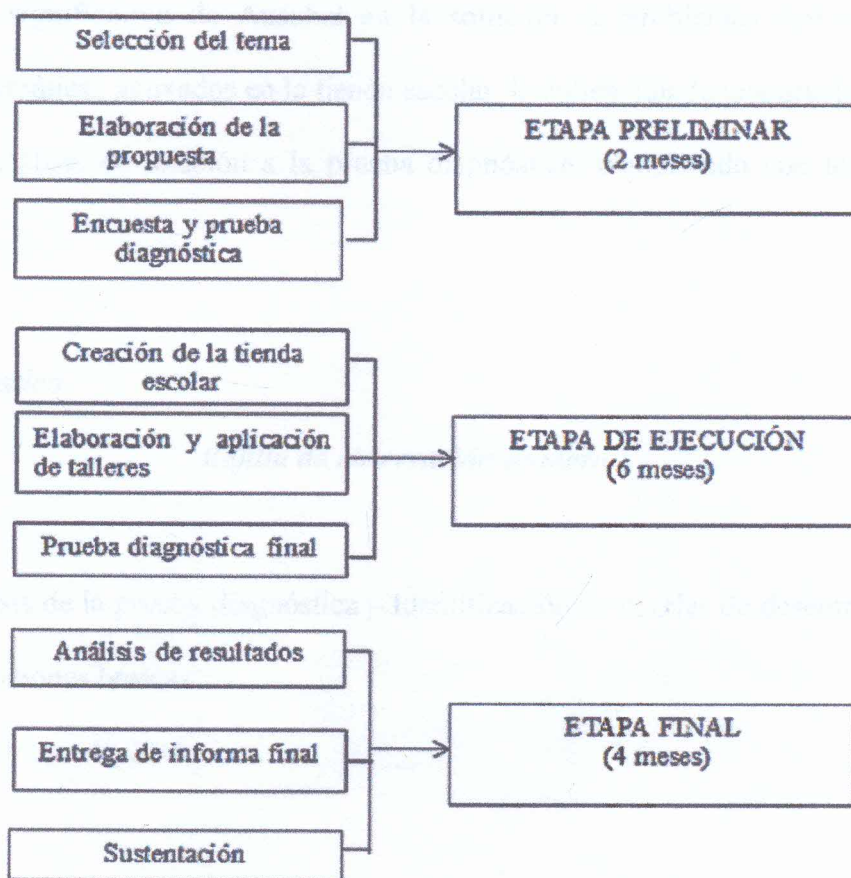 Selección del tema
Elaboración de la
propuesta
Encuesta y prueba
diagnóstica
ETAPA PRELIMINAR
(2 meses)
Creación de la tienda
escolar
Elaboración y aplicación
de talleres
Prueba diagnóstica final
ETAPA DE EJECUCIÓN
(6 meses)
Análisis de resultados
Entrega de informa final
Sustentación
ETAPA FINAL
(4 meses)